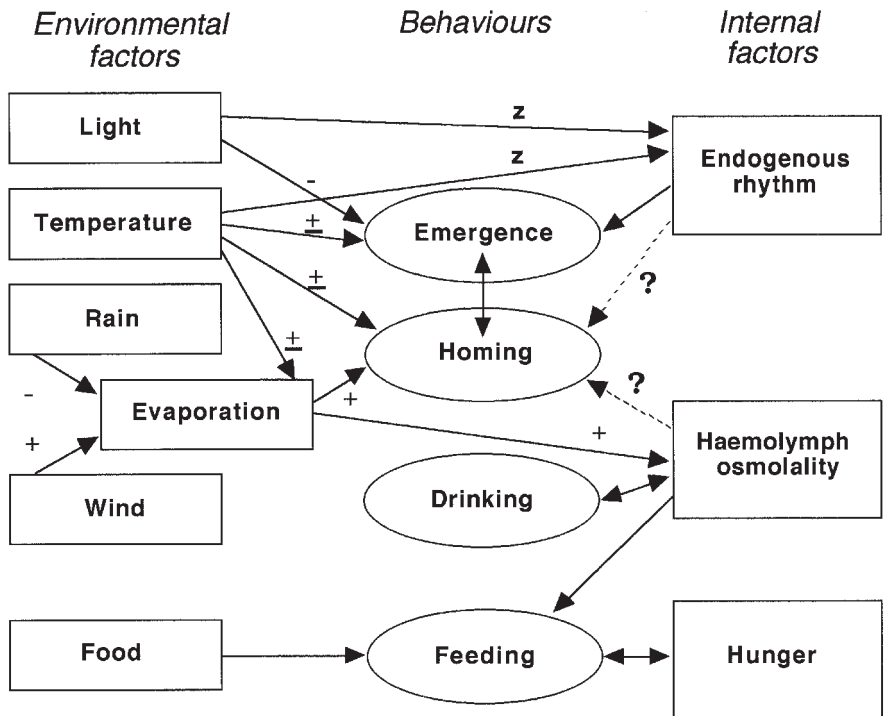 Environmental
factors
Behaviours
Internal
factors
Light
z
Endogenous
rhythm
z
-
Temperature
±
Emergence
±
?
Rain
±
Homing
-
Evaporation
+
?
+
+
Haemolymph
osmolality
Wind
Drinking
Food
Feeding
Hunger